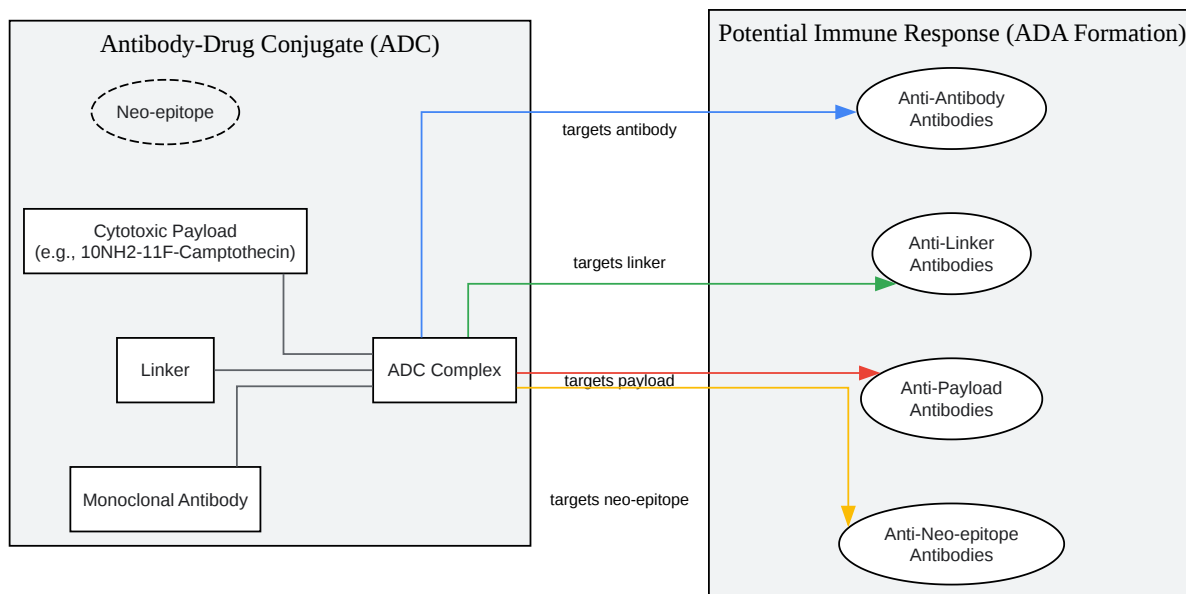 Antibody-Drug Conjugate (ADC)
Neo-epitope
Cytotoxic Payload
(e.g., 10NH2-11F-Camptothecin)
Linker
ADC Complex
Monoclonal Antibody
targets antibody
targets linker
targets payload
targets neo-epitope
Potential Immune Response (ADA Formation)
Anti-Antibody
Antibodies
Anti-Linker
Antibodies
Anti-Payload
Antibodies
Anti-Neo-epitope
Antibodies